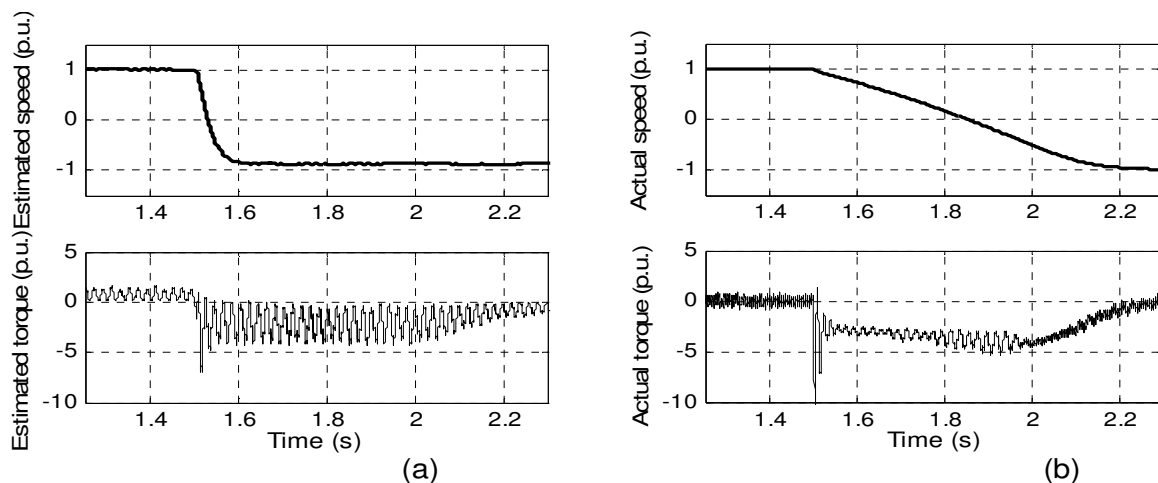 Estimated speed (p.u.)
1
0
-1
1.4 1.6 1.8 2 2.2
Estimated torque (p.u.)
5
0
-5
-10
1.4 1.6 1.8 2 2.2
Time (s)
(a)
Actual speed (p.u.)
1
0
-1
1.4 1.6 1.8 2 2.2
Actual torque (p.u.)
5
0
-5
-10
1.4 1.6 1.8 2 2.2
Time (s)
(b)